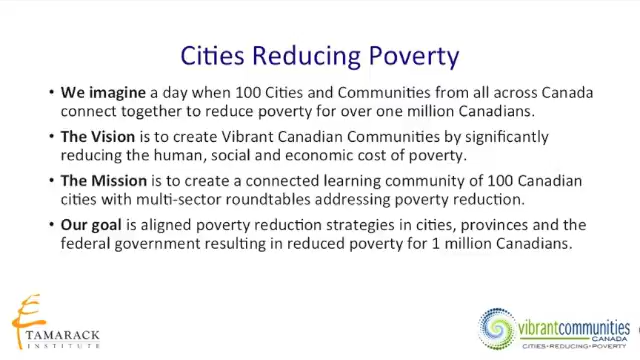 Cities Reducing Poverty
• We imagine a day when 100 Cities and Communities from all across Canada
connect together to reduce poverty for over one million Canadians.
• The Vision is to create Vibrant Canadian Communities by significantly
reducing the human, social and economic cost of poverty.
• The Mission is to create a connected learning community of 100 Canadian
cities with multi-sector roundtables addressing poverty reduction.
• Our goal is aligned poverty reduction strategies in cities, provinces and the
federal government resulting in reduced poverty for 1 million Canadians.
TAMARACK
INSTITUTE
vibrantcommunities
CANADA
CITIES•REDUCING•POVERTY